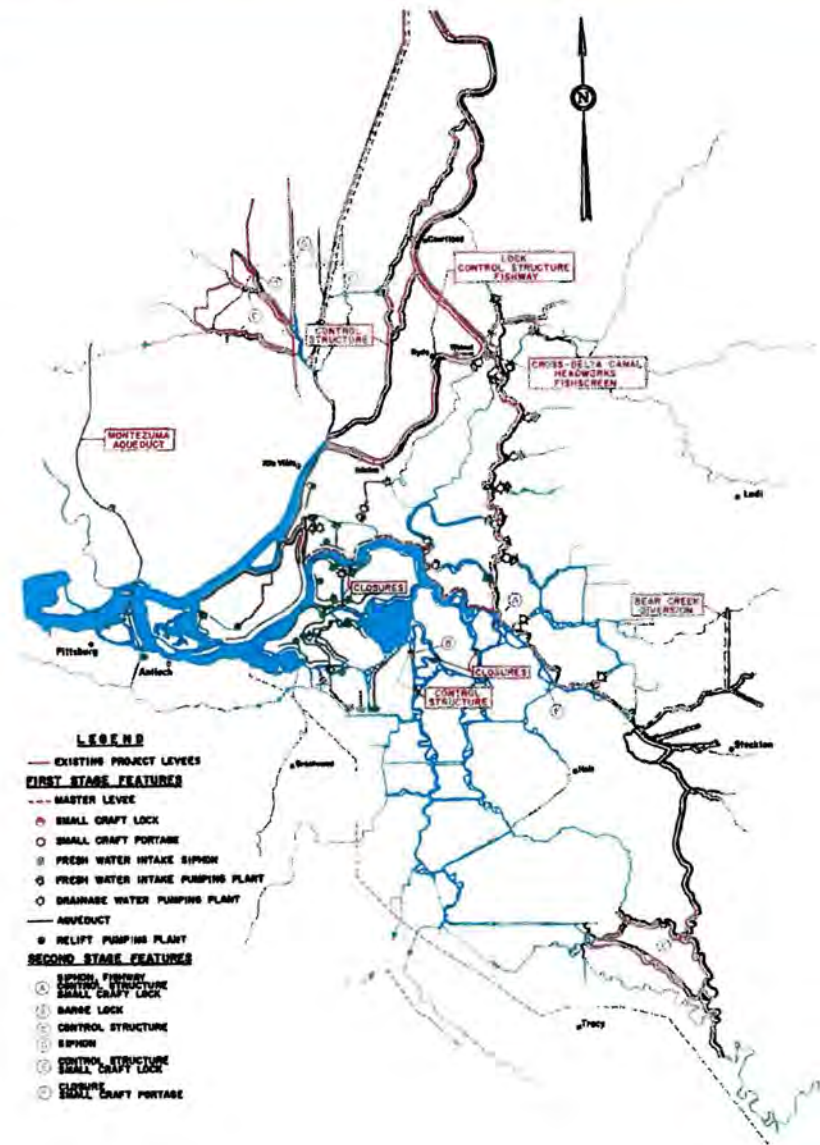 N
Courtland
LOCK
CONTROL STRUCTURE
FISHWAY
CONTROL
STRUCTURE
Ryde
Walnut
CROSS-DELTA CANAL
HEADWORKS
FISHSCREEN
MONTEZUMA
AQUEDUCT
Rio Vista
Isleton
Lodi
CLOSURES
A
BEAR CREEK
DIVERSION
Pittsburg
Antioch
B
CLOSURES
CONTROL
STRUCTURE
F
Stockton
Brentwood
Holt
Tracy
LEGEND
EXISTING PROJECT LEVEES
FIRST STAGE FEATURES
MASTER LEVEE
SMALL CRAFT LOCK
SMALL CRAFT PORTAGE
FRESH WATER INTAKE SIPHON
FRESH WATER INTAKE PUMPING PLANT
DRAINAGE WATER PUMPING PLANT
AQUEDUCT
RELIFT PUMPING PLANT
SECOND STAGE FEATURES
A SIPHON, FISHWAY
CONTROL STRUCTURE
SMALL CRAFT LOCK
BARGE LOCK
CONTROL STRUCTURE
SIPHON
CONTROL STRUCTURE
SMALL CRAFT LOCK
CLOSURE
SMALL CRAFT PORTAGE